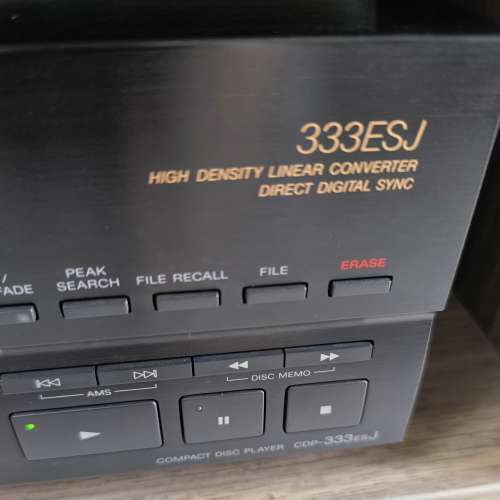 333ESJ
HIGH DENSITY LINEAR CONVERTER
DIRECT DIGITAL SYNC
/
FADE
PEAK
SEARCH
FILE RECALL
FILE
ERASE
AMS
DISC MEMO
COMPACT DISC PLAYER CDP-333ESJ